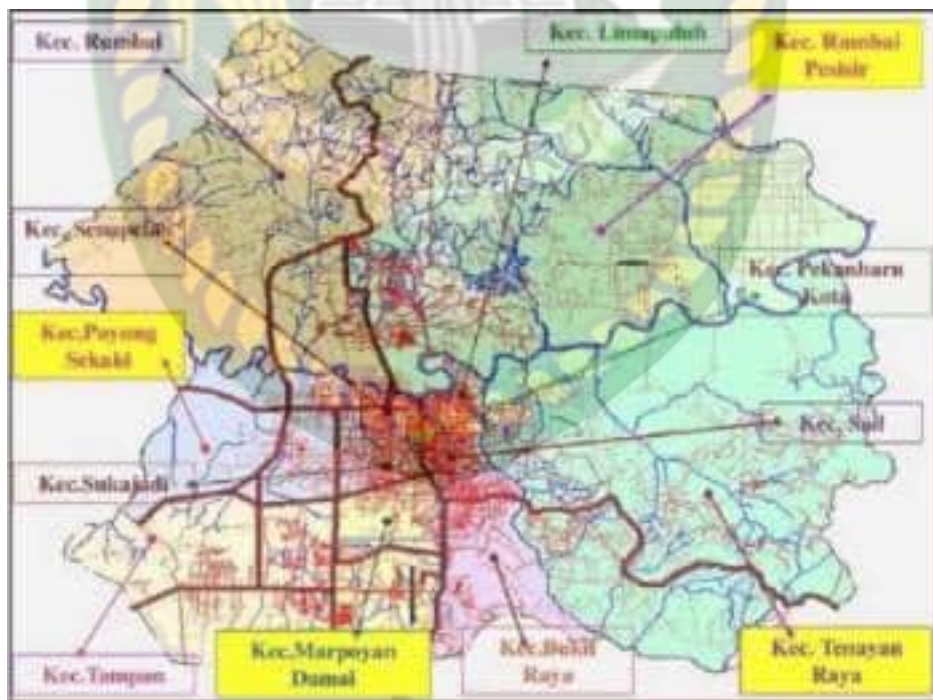 Kec. Rumbai
Kec. Limapuluh
Kec. Rumbai
Pesisir
Kec. Senapelan
Kec. Pekanbaru
Kota
Kec.Payung
Sekaki
Kec. Sail
Kec.Sukajadi
Kec.Tampan
Kec.Marpoyan
Damai
Kec.Bukit
Raya
Kec. Tenayan
Raya